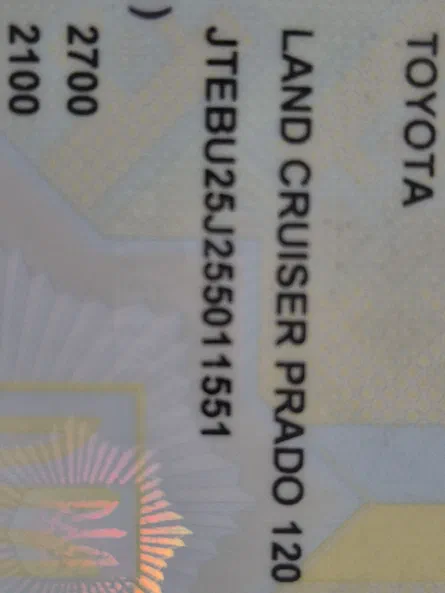 TOYOTA
LAND CRUISER PRADO 120
JTEBU25J255011551
)
2700
2100